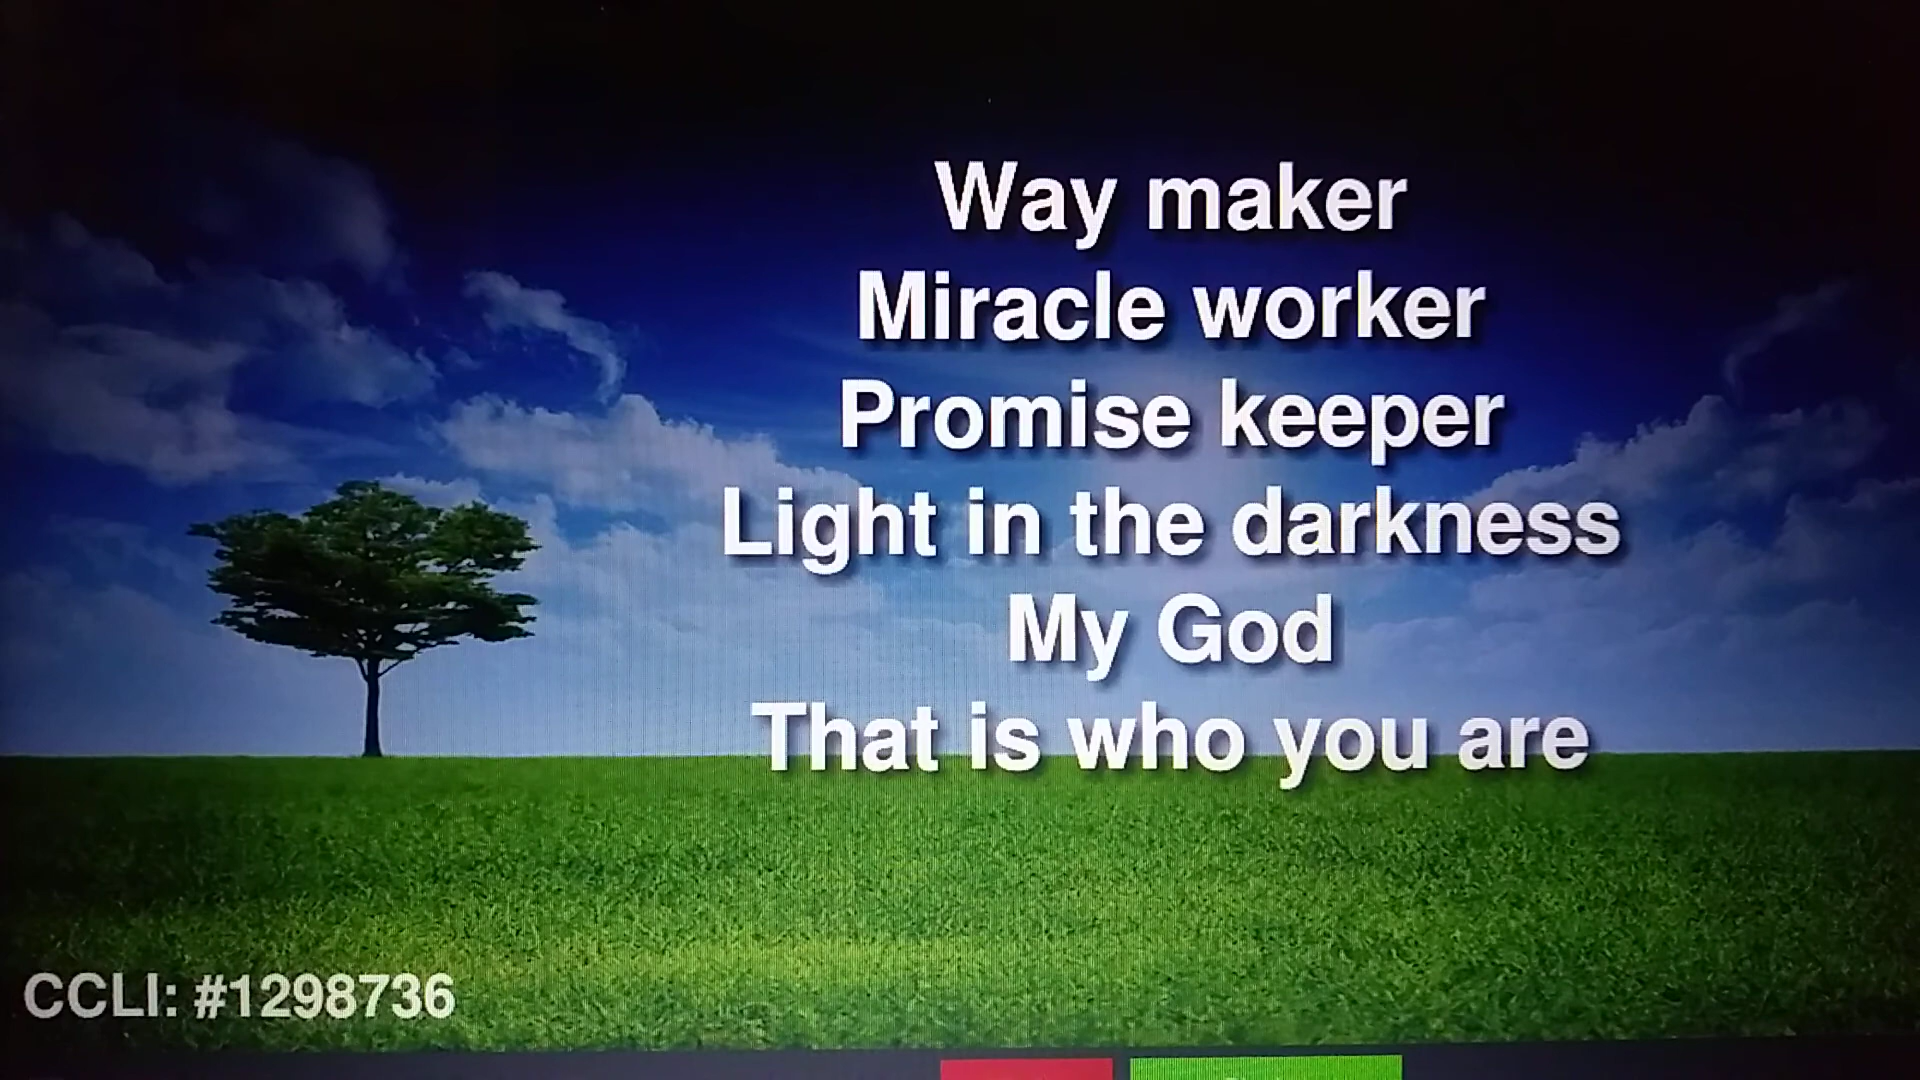 Way maker
Miracle worker
Promise keeper
Light in the darkness
My God
That is who you are
CCLI: #1298736